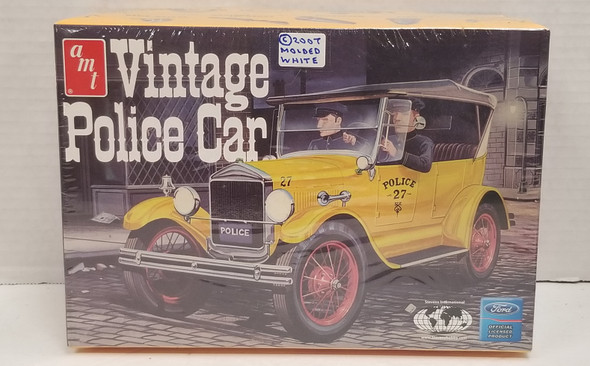 amt
®
Vintage
Police Car
© 2007
MOLDED
WHITE
27
POLICE
POLICE
-27-
Ford
OFFICIAL
LICENSED
PRODUCT